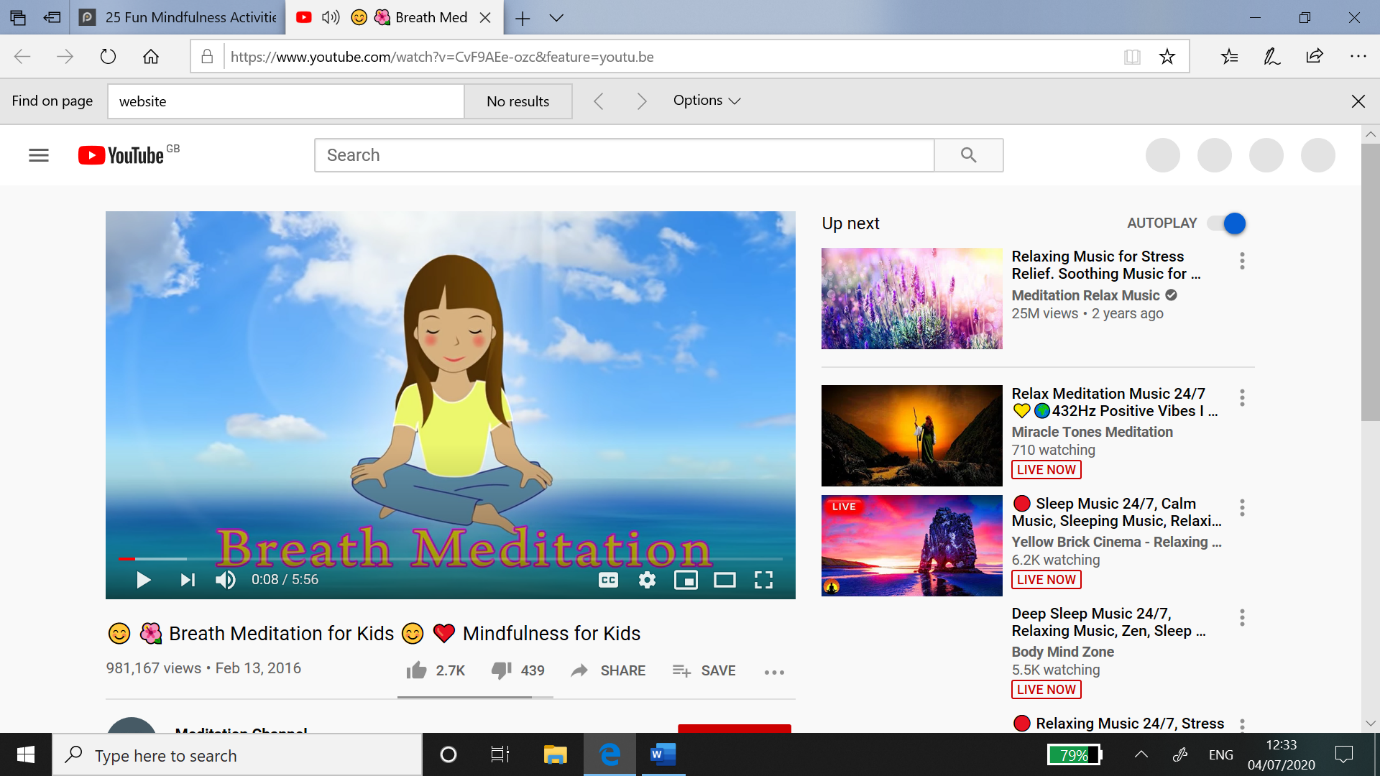 25 Fun Mindfulness Activitie
😊 🌺 Breath Med
https://www.youtube.com/watch?v=CvF9AEe-ozc&feature=youtu.be
Find on page
website
No results
Options
YouTube GB
Search
Breath Meditation
0:08 / 5:56
CC
😊 🌺 Breath Meditation for Kids 😊 ❤️ Mindfulness for Kids
981,167 views • Feb 13, 2016
2.7K
439
SHARE
SAVE
Meditation Channel
Up next
AUTOPLAY
Relaxing Music for Stress
Relief. Soothing Music for ...
Meditation Relax Music
25M views • 2 years ago
Relax Meditation Music 24/7
💛🌍432Hz Positive Vibes I ...
Miracle Tones Meditation
710 watching
LIVE NOW
LIVE
🔴 Sleep Music 24/7, Calm
Music, Sleeping Music, Relaxi...
Yellow Brick Cinema - Relaxing ...
6.2K watching
LIVE NOW
Deep Sleep Music 24/7,
Relaxing Music, Zen, Sleep ...
Body Mind Zone
5.5K watching
LIVE NOW
🔴 Relaxing Music 24/7, Stress
Type here to search
79%
ENG
12:33
04/07/2020